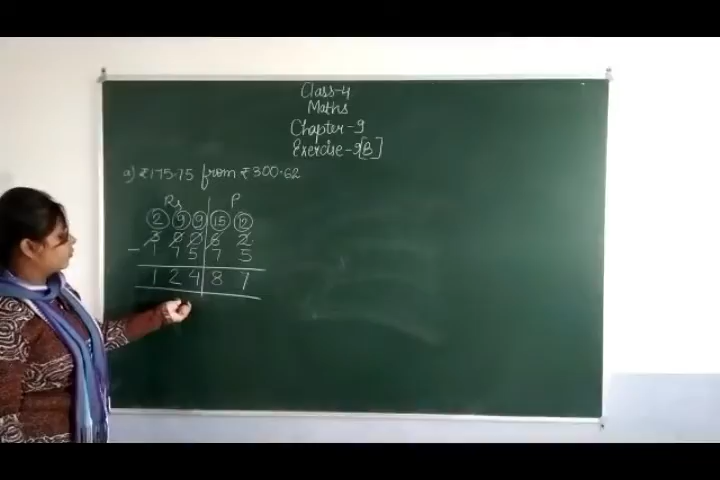 Class-4
Maths
Chapter-9
Exercise-9[B]
a) ₹175.75 from ₹300.62
Rs P
2 9 9 15 12
3 0 0 6 2
- 1 7 5 7 5
1 2 4 8 7